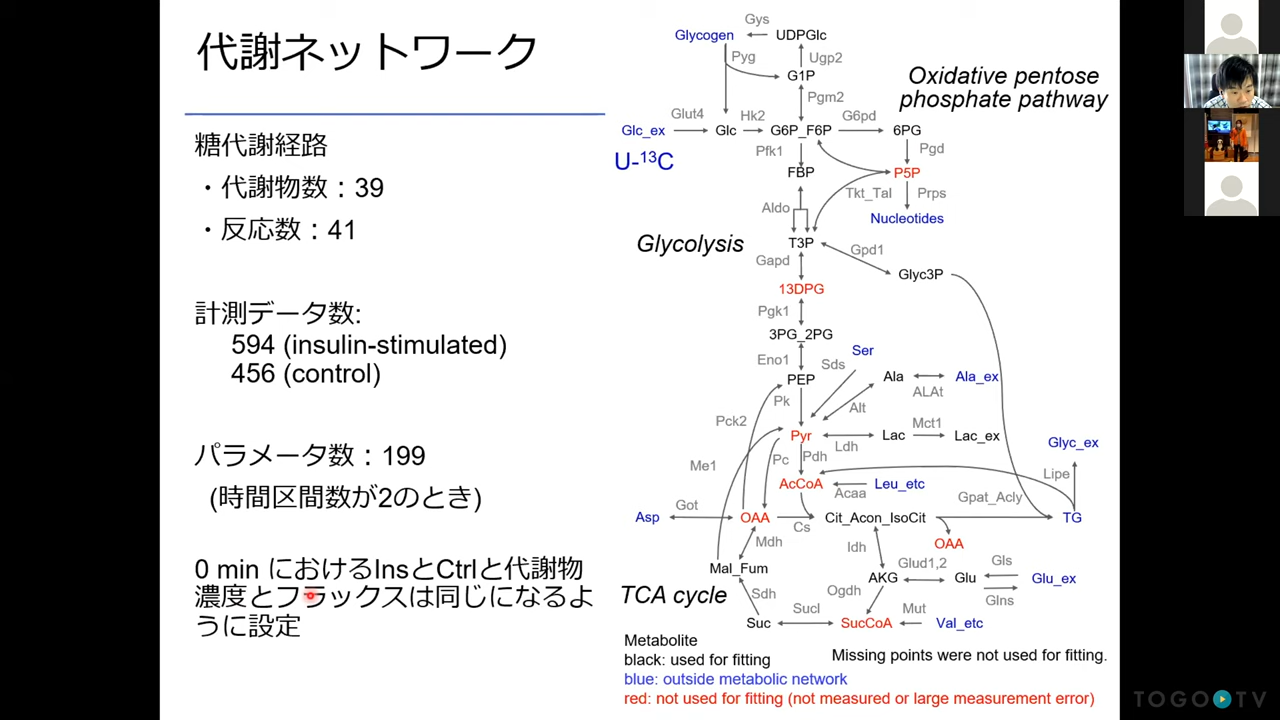 代謝ネットワーク
糖代謝経路
・代謝物数：39
・反応数：41
計測データ数:
594 (insulin-stimulated)
456 (control)
パラメータ数：199
(時間区間数が2のとき)
0 min におけるInsとCtrlと代謝物
濃度とフラックスは同じになるよ
うに設定
Gys
Glycogen
UDPGlc
Pyg
Ugp2
G1P
Oxidative pentose
phosphate pathway
Pgm2
Glut4
Hk2
G6pd
Glc_ex
Glc
G6P_F6P
6PG
U-¹³C
Pfk1
Pgd
FBP
P5P
Tkt_Tal
Prps
Aldo
Nucleotides
Glycolysis
T3P
Gpd1
Gapd
Glyc3P
13DPG
Pgk1
3PG_2PG
Ser
Eno1
Sds
PEP
Ala
Ala_ex
ALAt
Pk
Alt
Pck2
Mct1
Pyr
Lac
Lac_ex
Ldh
Glyc_ex
Me1
Pc
Pdh
Lipe
AcCoA
Leu_etc
Acaa
Gpat_Acly
Got
Asp
OAA
Cit_Acon_IsoCit
TG
Cs
Mdh
OAA
Idh
Glud1,2
Gls
Mal_Fum
AKG
Glu
Glu_ex
Ogdh
Glns
TCA cycle
Sdh
Sucl
Mut
Suc
SucCoA
Val_etc
Metabolite
black: used for fitting
Missing points were not used for fitting.
blue: outside metabolic network
red: not used for fitting (not measured or large measurement error)
TOGO TV